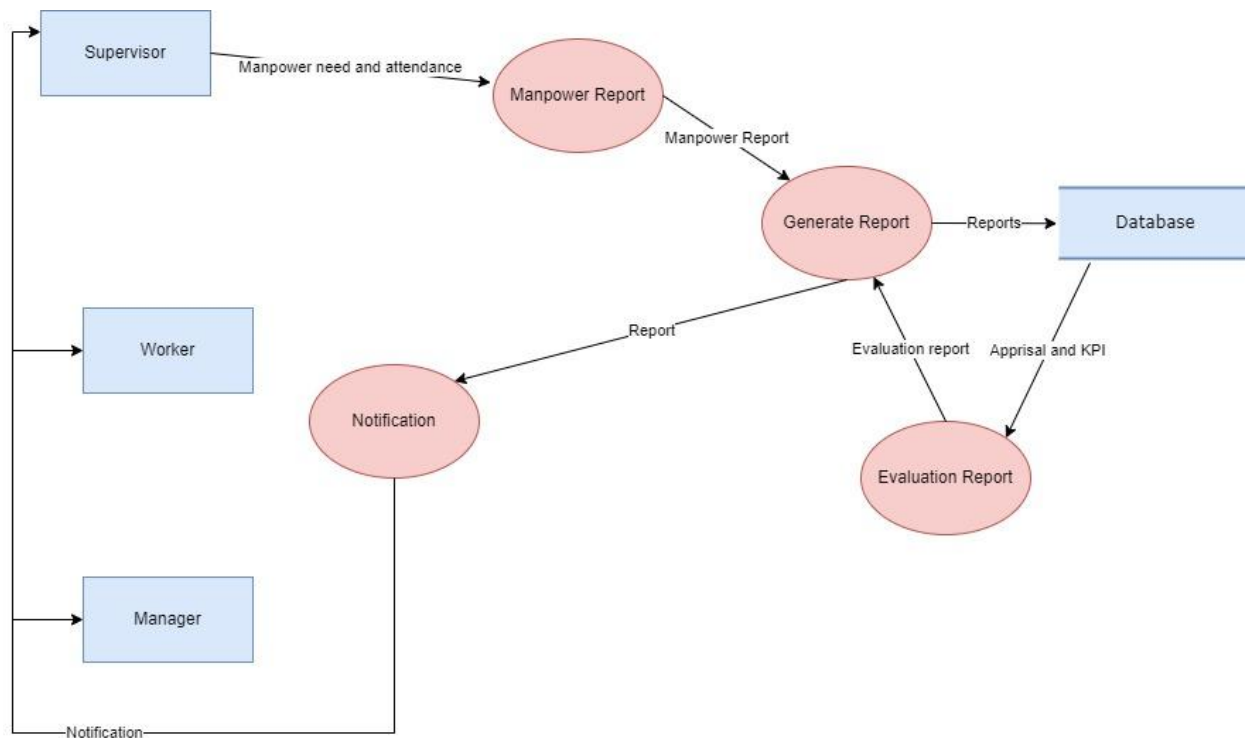 Supervisor
Manpower need and attendance
Manpower Report
Manpower Report
Generate Report
Reports
Database
Report
Worker
Evaluation report
Apprisal and KPI
Notification
Evaluation Report
Manager
Notification